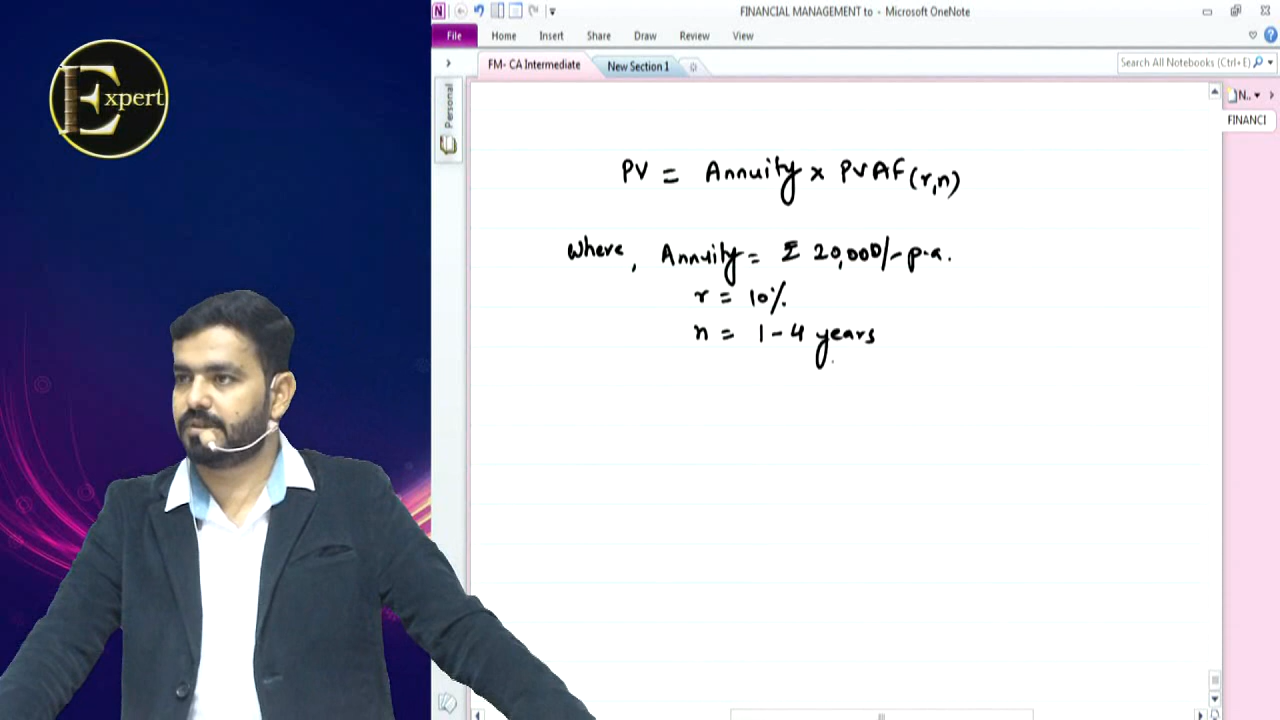 Expert
FINANCIAL MANAGEMENT to - Microsoft OneNote
File Home Insert Share Draw Review View
FM- CA Intermediate New Section 1
Search All Notebooks (Ctrl+E)
N..
Personal
FINANCI
PV = Annuity x PVAF(r,n)
Where, Annuity = ₹ 20,000/- p.a.
r = 10%
n = 1-4 years